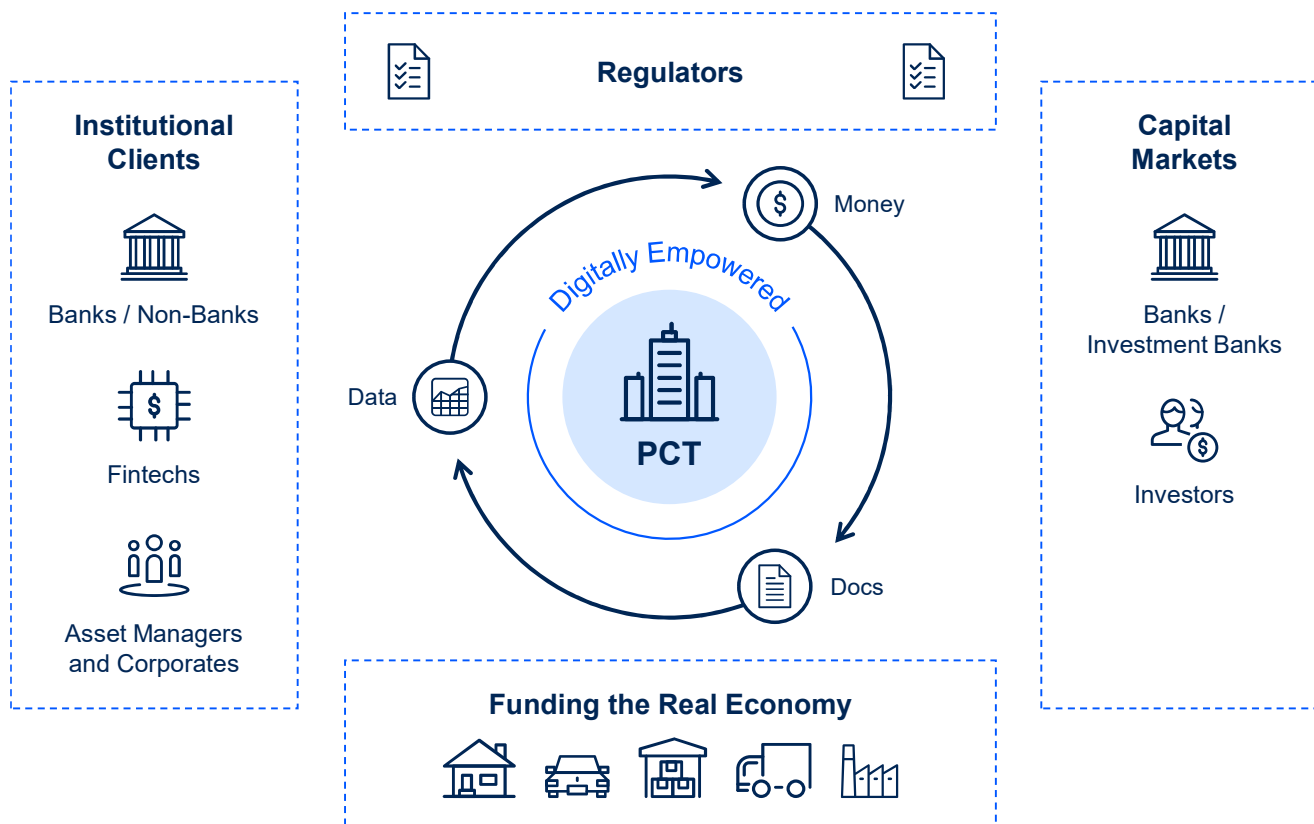 Regulators
Institutional
Clients
Banks / Non-Banks
Fintechs
Asset Managers
and Corporates
Money
Digitally Empowered
Data
PCT
Docs
Capital
Markets
Banks /
Investment Banks
Investors
Funding the Real Economy